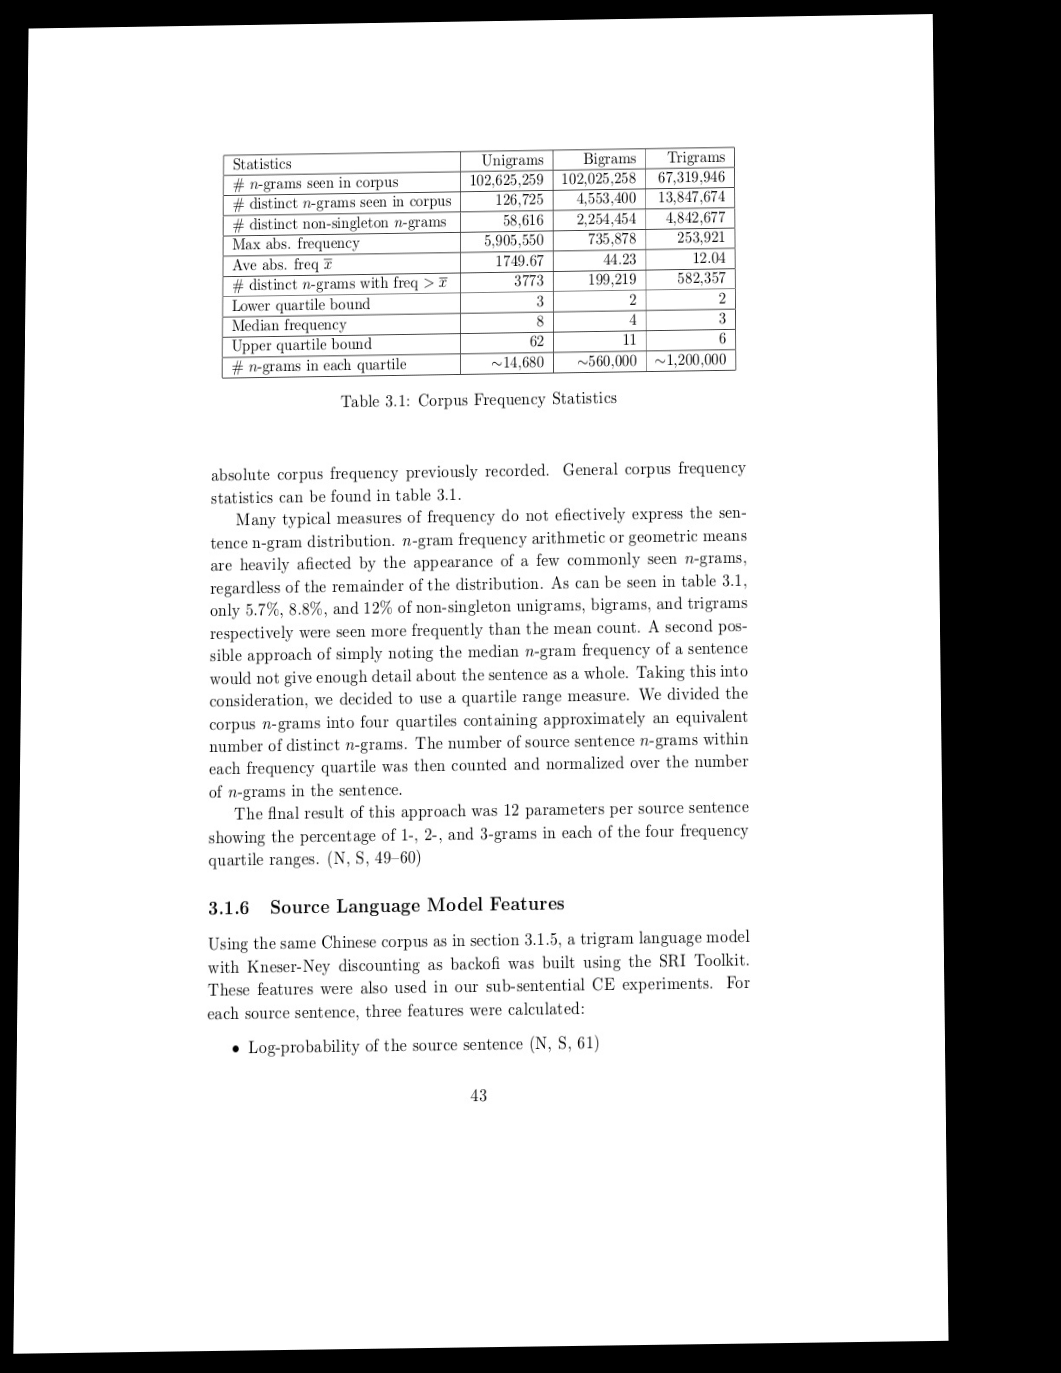 Statistics Unigrams Bigrams Trigrams
# n-grams seen in corpus 102,625,259 102,025,258 67,319,946
# distinct n-grams seen in corpus 126,725 4,553,400 13,847,674
# distinct non-singleton n-grams 58,616 2,254,454 4,842,677
Max abs. frequency 5,905,550 735,878 253,921
Ave abs. freq x̅ 1749.67 44.23 12.04
# distinct n-grams with freq > x̅ 3773 199,219 582,357
Lower quartile bound 3 2 2
Median frequency 8 4 3
Upper quartile bound 62 11 6
# n-grams in each quartile ~14,680 ~560,000 ~1,200,000
Table 3.1: Corpus Frequency Statistics
absolute corpus frequency previously recorded. General corpus frequency
statistics can be found in table 3.1.
Many typical measures of frequency do not efiectively express the sen-
tence n-gram distribution. n-gram frequency arithmetic or geometric means
are heavily afiected by the appearance of a few commonly seen n-grams,
regardless of the remainder of the distribution. As can be seen in table 3.1,
only 5.7%, 8.8%, and 12% of non-singleton unigrams, bigrams, and trigrams
respectively were seen more frequently than the mean count. A second pos-
sible approach of simply noting the median n-gram frequency of a sentence
would not give enough detail about the sentence as a whole. Taking this into
consideration, we decided to use a quartile range measure. We divided the
corpus n-grams into four quartiles containing approximately an equivalent
number of distinct n-grams. The number of source sentence n-grams within
each frequency quartile was then counted and normalized over the number
of n-grams in the sentence.
The flnal result of this approach was 12 parameters per source sentence
showing the percentage of 1-, 2-, and 3-grams in each of the four frequency
quartile ranges. (N, S, 49–60)
3.1.6 Source Language Model Features
Using the same Chinese corpus as in section 3.1.5, a trigram language model
with Kneser-Ney discounting as backofi was built using the SRI Toolkit.
These features were also used in our sub-sentential CE experiments. For
each source sentence, three features were calculated:
• Log-probability of the source sentence (N, S, 61)
43